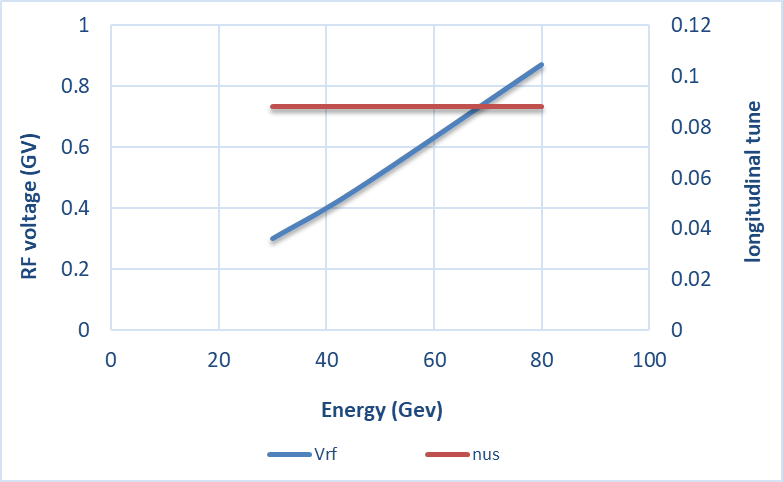 1
0.8
0.6
0.4
0.2
0
RF voltage (GV)
0.12
0.1
0.08
0.06
0.04
0.02
0
longitudinal tune
0 20 40 60 80 100
Energy (Gev)
Vrf nus